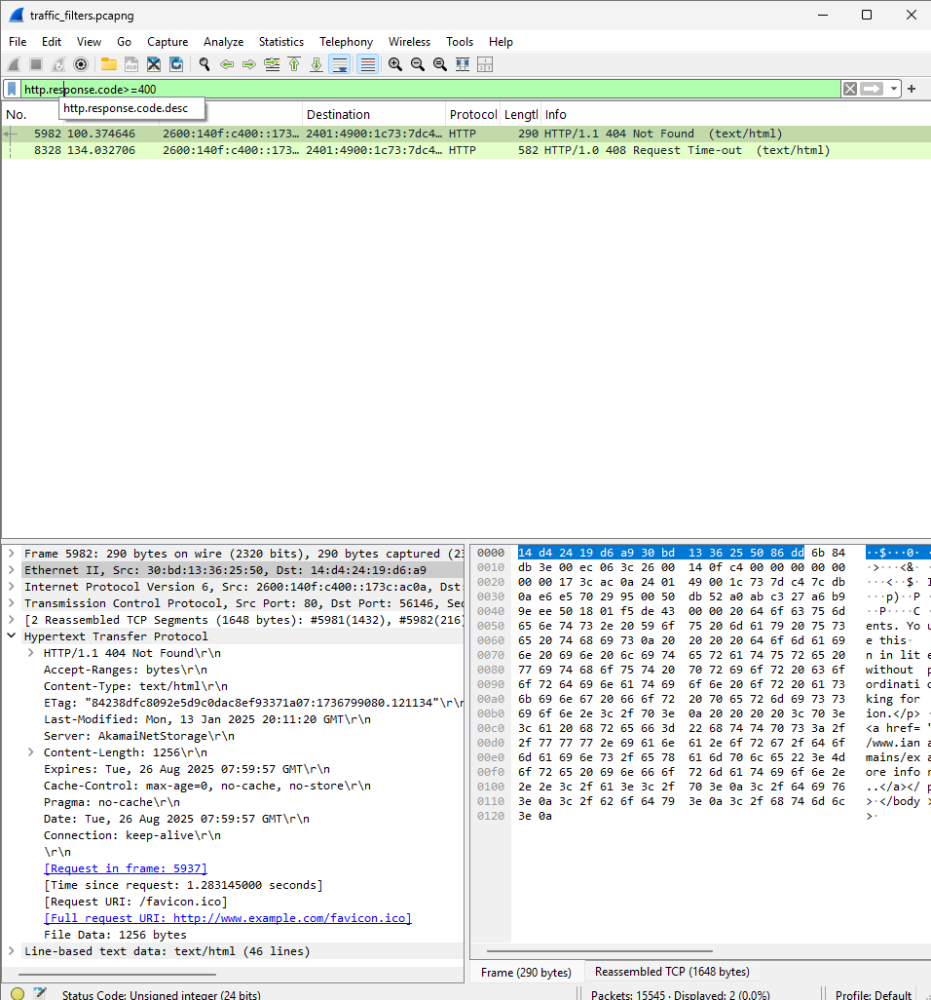 traffic_filters.pcapng
File Edit View Go Capture Analyze Statistics Telephony Wireless Tools Help
http.response.code>=400
http.response.code.desc
No. Destination Protocol Lengtl Info
5982 100.374646 2600:140f:c400::173… 2401:4900:1c73:7dc4… HTTP 290 HTTP/1.1 404 Not Found (text/html)
8328 134.032706 2600:140f:c400::173… 2401:4900:1c73:7dc4… HTTP 582 HTTP/1.0 408 Request Time-out (text/html)
Frame 5982: 290 bytes on wire (2320 bits), 290 bytes captured (23
Ethernet II, Src: 30:bd:13:36:25:50, Dst: 14:d4:24:19:d6:a9
Internet Protocol Version 6, Src: 2600:140f:c400::173c:ac0a, Dst:
Transmission Control Protocol, Src Port: 80, Dst Port: 56146, Sec
[2 Reassembled TCP Segments (1648 bytes): #5981(1432), #5982(216)
Hypertext Transfer Protocol
HTTP/1.1 404 Not Found\r\n
Accept-Ranges: bytes\r\n
Content-Type: text/html\r\n
ETag: "84238dfc8092e5d9c0dac8ef93371a07:1736799080.121134"\r\n
Last-Modified: Mon, 13 Jan 2025 20:11:20 GMT\r\n
Server: AkamaiNetStorage\r\n
Content-Length: 1256\r\n
Expires: Tue, 26 Aug 2025 07:59:57 GMT\r\n
Cache-Control: max-age=0, no-cache, no-store\r\n
Pragma: no-cache\r\n
Date: Tue, 26 Aug 2025 07:59:57 GMT\r\n
Connection: keep-alive\r\n
\r\n
[Request in frame: 5937]
[Time since request: 1.283145000 seconds]
[Request URI: /favicon.ico]
[Full request URI: http://www.example.com/favicon.ico]
File Data: 1256 bytes
Line-based text data: text/html (46 lines)
0000 14 d4 24 19 d6 a9 30 bd 13 36 25 50 86 dd 6b 84 ··$···0·
0010 db 3e 00 ec 06 3c 26 00 14 0f c4 00 00 00 00 00 ·>···<&·
0020 00 00 17 3c ac 0a 24 01 49 00 1c 73 7d c4 7c db ···<··$· I
0030 0a e6 e5 70 29 95 00 50 db 52 a0 ab c3 27 a6 b9 ···p)··P
0040 9e ee 50 18 01 f5 de 43 00 00 20 64 6f 63 75 6d ··P····C
0050 65 6e 74 73 2e 20 59 6f 75 20 6d 61 79 20 75 73 ents. Yo u
0060 65 20 74 68 69 73 0a 20 20 20 20 64 6f 6d 61 69 e this·
0070 6e 20 69 6e 20 6c 69 74 65 72 61 74 75 72 65 20 n in lit e
0080 77 69 74 68 6f 75 74 20 70 72 69 6f 72 20 63 6f without p
0090 6f 72 64 69 6e 61 74 69 6f 6e 20 6f 72 20 61 73 ordinati o
00a0 6b 69 6e 67 20 66 6f 72 20 70 65 72 6d 69 73 73 king for
00b0 69 6f 6e 2e 3c 2f 70 3e 0a 20 20 20 20 3c 70 3e ion.</p>
00c0 3c 61 20 68 72 65 66 3d 22 68 74 74 70 73 3a 2f <a href= "
00d0 2f 77 77 77 2e 69 61 6e 61 2e 6f 72 67 2f 64 6f /www.ian a
00e0 6d 61 69 6e 73 2f 65 78 61 6d 70 6c 65 22 3e 4d mains/ex a
00f0 6f 72 65 20 69 6e 66 6f 72 6d 61 74 69 6f 6e 2e ore info r
0100 2e 2e 3c 2f 61 3e 3c 2f 70 3e 0a 3c 2f 64 69 76 ..</a></ p
0110 3e 0a 3c 2f 62 6f 64 79 3e 0a 3c 2f 68 74 6d 6c >·</body >
0120 3e 0a >·
Frame (290 bytes) Reassembled TCP (1648 bytes)
Status Code: Unsigned integer (24 bits) Packets: 15545 · Displayed: 2 (0.0%) Profile: Default